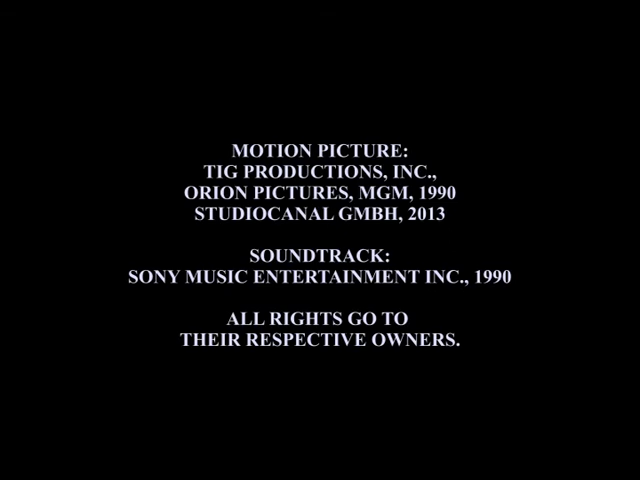 MOTION PICTURE:
TIG PRODUCTIONS, INC.,
ORION PICTURES, MGM, 1990
STUDIOCANAL GMBH, 2013
SOUNDTRACK:
SONY MUSIC ENTERTAINMENT INC., 1990
ALL RIGHTS GO TO
THEIR RESPECTIVE OWNERS.